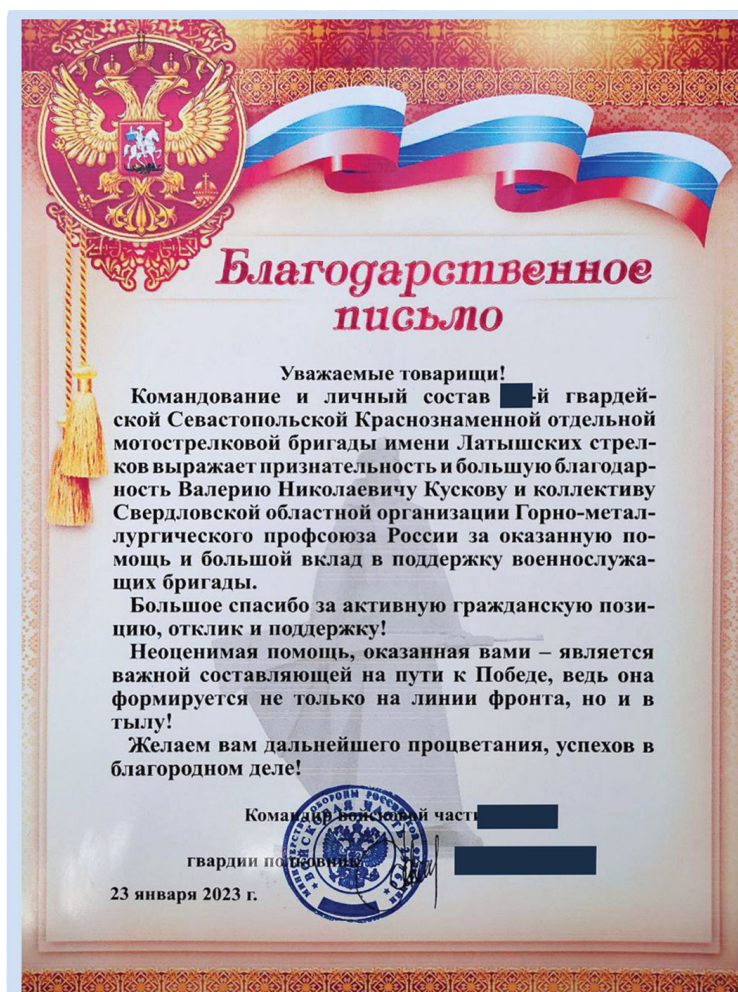 Благодарственное
письмо
Уважаемые товарищи!
Командование и личный состав -й гвардей-
ской Севастопольской Краснознаменной отдельной
мотострелковой бригады имени Латышских стрел-
ков выражает признательность и большую благодар-
ность Валерию Николаевичу Кускову и коллективу
Свердловской областной организации Горно-метал-
лургического профсоюза России за оказанную по-
мощь и большой вклад в поддержку военнослужа-
щих бригады.
Большое спасибо за активную гражданскую пози-
цию, отклик и поддержку!
Неоценимая помощь, оказанная вами – является
важной составляющей на пути к Победе, ведь она
формируется не только на линии фронта, но и в
тылу!
Желаем вам дальнейшего процветания, успехов в
благородном деле!
Командир войсковой части
гвардии полковник
23 января 2023 г.